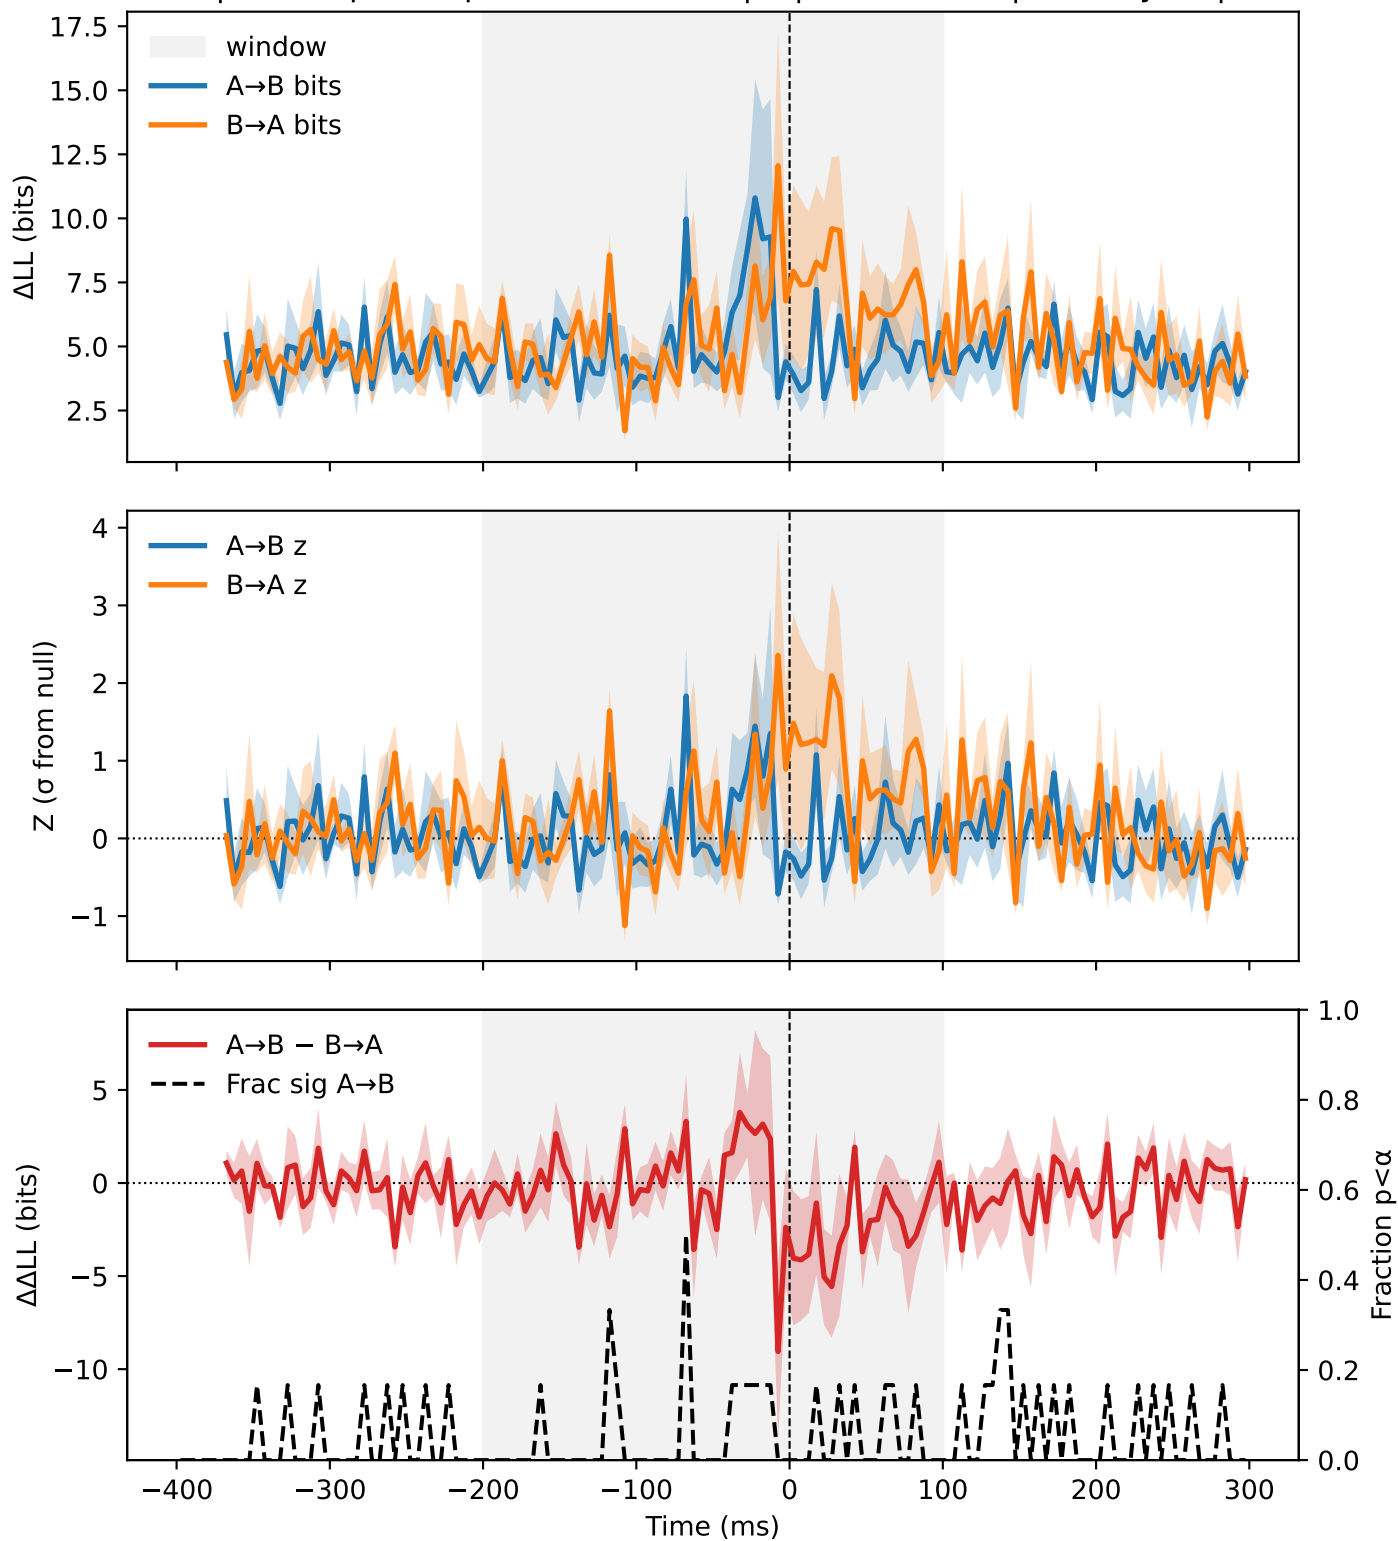 17.5
15.0
12.5
10.0
7.5
5.0
2.5
ΔLL (bits)
window
A→B bits
B→A bits
4
3
2
1
0
−1
Z (σ from null)
A→B z
B→A z
5
0
−5
−10
ΔΔLL (bits)
A→B − B→A
Frac sig A→B
1.0
0.8
0.6
0.4
0.2
0.0
Fraction p<α
−400 −300 −200 −100 0 100 200 300
Time (ms)